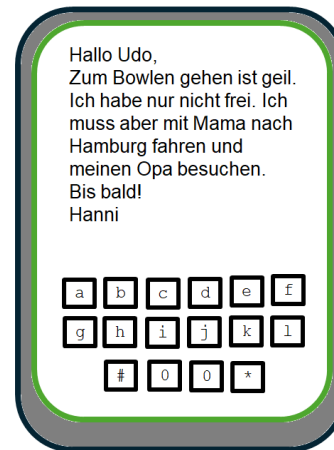 Hallo Udo,
Zum Bowlen gehen ist geil.
Ich habe nur nicht frei. Ich
muss aber mit Mama nach
Hamburg fahren und
meinen Opa besuchen.
Bis bald!
Hanni
a b c d e f
g h i j k l
# 0 0 *